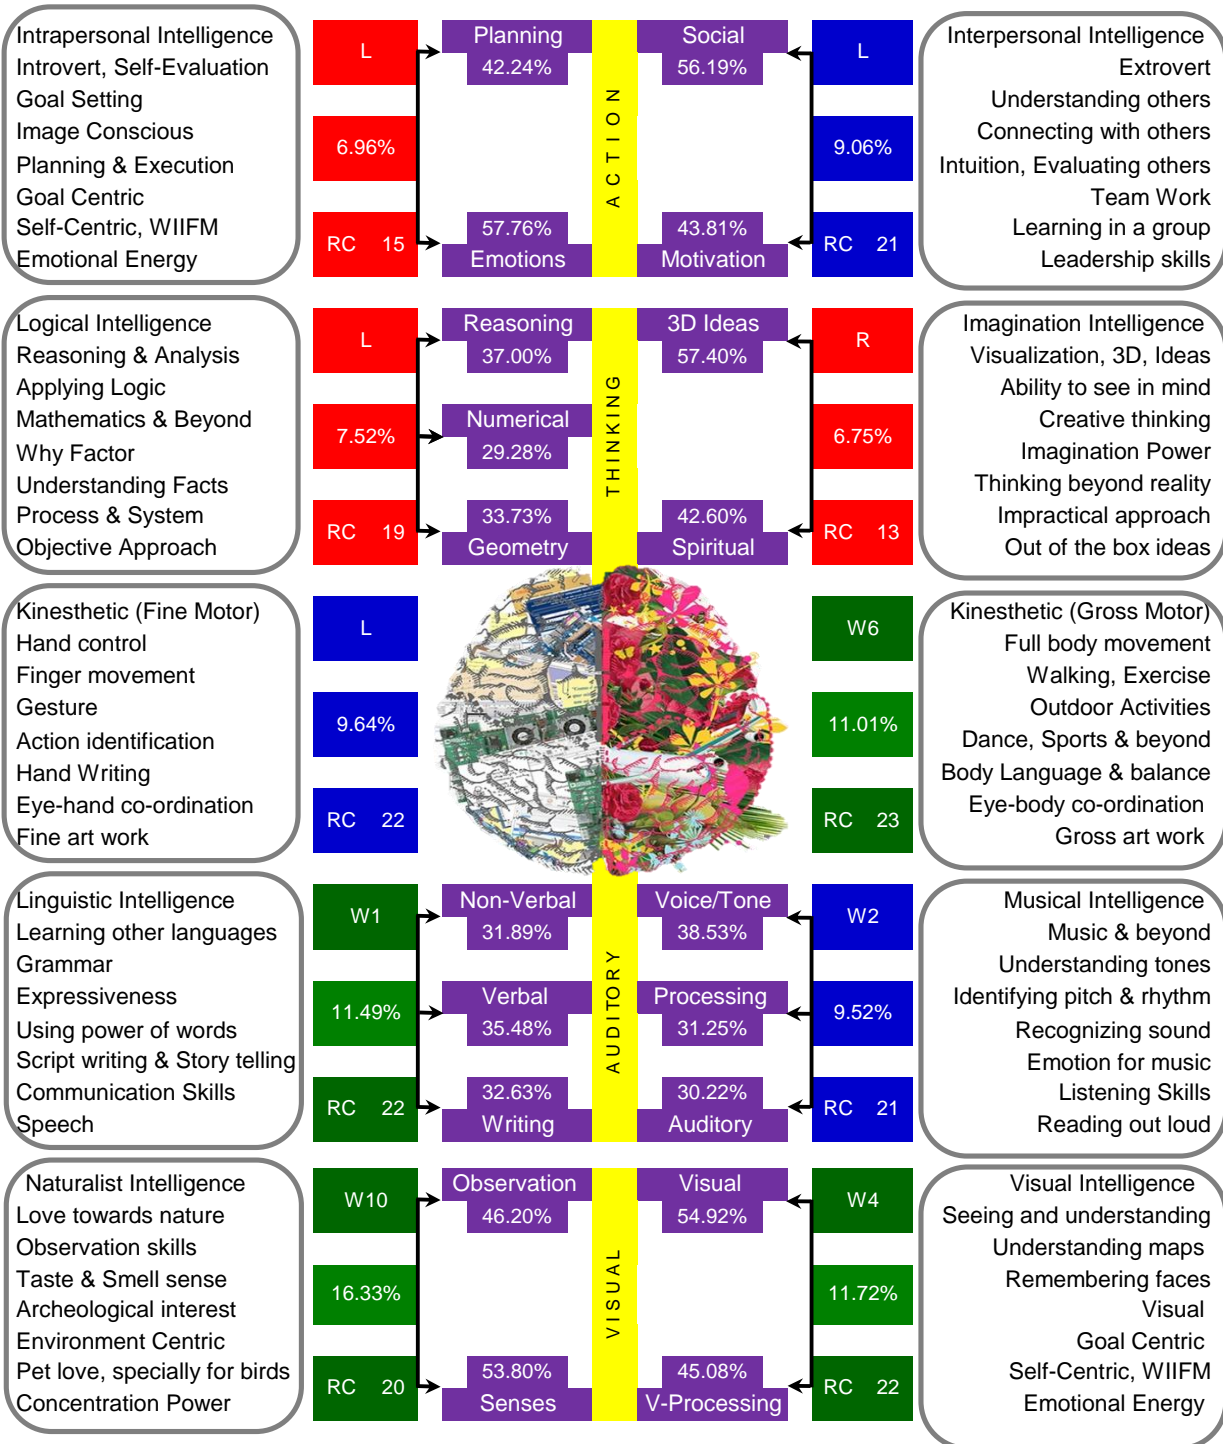 Intrapersonal Intelligence
Introvert, Self-Evaluation
Goal Setting
Image Conscious
Planning & Execution
Goal Centric
Self-Centric, WIIFM
Emotional Energy
L
6.96%
RC 15
Planning
42.24%
57.76%
Emotions
ACTION
Social
56.19%
43.81%
Motivation
L
9.06%
RC 21
Interpersonal Intelligence
Extrovert
Understanding others
Connecting with others
Intuition, Evaluating others
Team Work
Learning in a group
Leadership skills
Logical Intelligence
Reasoning & Analysis
Applying Logic
Mathematics & Beyond
Why Factor
Understanding Facts
Process & System
Objective Approach
L
7.52%
RC 19
Reasoning
37.00%
Numerical
29.28%
33.73%
Geometry
THINKING
3D Ideas
57.40%
42.60%
Spiritual
R
6.75%
RC 13
Imagination Intelligence
Visualization, 3D, Ideas
Ability to see in mind
Creative thinking
Imagination Power
Thinking beyond reality
Impractical approach
Out of the box ideas
Kinesthetic (Fine Motor)
Hand control
Finger movement
Gesture
Action identification
Hand Writing
Eye-hand co-ordination
Fine art work
L
9.64%
RC 22
W6
11.01%
RC 23
Kinesthetic (Gross Motor)
Full body movement
Walking, Exercise
Outdoor Activities
Dance, Sports & beyond
Body Language & balance
Eye-body co-ordination
Gross art work
Linguistic Intelligence
Learning other languages
Grammar
Expressiveness
Using power of words
Script writing & Story telling
Communication Skills
Speech
W1
11.49%
RC 22
Non-Verbal
31.89%
Verbal
35.48%
32.63%
Writing
AUDITORY
Voice/Tone
38.53%
Processing
31.25%
30.22%
Auditory
W2
9.52%
RC 21
Musical Intelligence
Music & beyond
Understanding tones
Identifying pitch & rhythm
Recognizing sound
Emotion for music
Listening Skills
Reading out loud
Naturalist Intelligence
Love towards nature
Observation skills
Taste & Smell sense
Archeological interest
Environment Centric
Pet love, specially for birds
Concentration Power
W10
16.33%
RC 20
Observation
46.20%
53.80%
Senses
VISUAL
Visual
54.92%
45.08%
V-Processing
W4
11.72%
RC 22
Visual Intelligence
Seeing and understanding
Understanding maps
Remembering faces
Visual
Goal Centric
Self-Centric, WIIFM
Emotional Energy